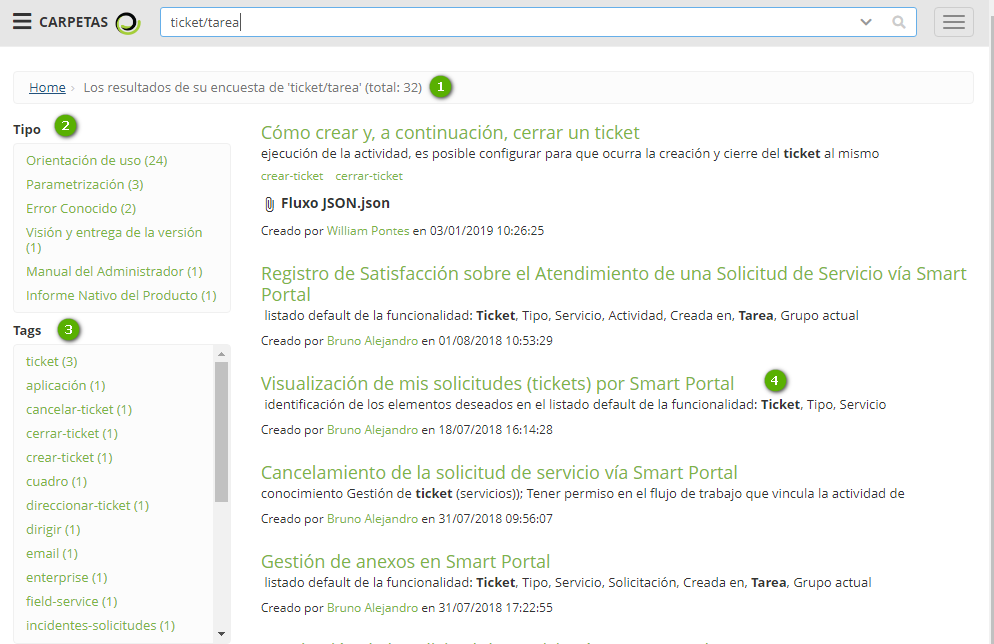 CARPETAS
ticket/tarea
Home › Los resultados de su encuesta de 'ticket/tarea' (total: 32) 1
Tipo 2
Orientación de uso (24)
Parametrización (3)
Error Conocido (2)
Visión y entrega de la versión
(1)
Manual del Administrador (1)
Informe Nativo del Producto (1)
Tags 3
ticket (3)
aplicación (1)
cancelar-ticket (1)
cerrar-ticket (1)
crear-ticket (1)
cuadro (1)
direccionar-ticket (1)
dirigir (1)
email (1)
enterprise (1)
field-service (1)
incidentes-solicitudes (1)
Cómo crear y, a continuación, cerrar un ticket
ejecución de la actividad, es posible configurar para que ocurra la creación y cierre del ticket al mismo
crear-ticket cerrar-ticket
Fluxo JSON.json
Creado por William Pontes en 03/01/2019 10:26:25
Registro de Satisfacción sobre el Atendimiento de una Solicitud de Servicio vía Smart
Portal
listado default de la funcionalidad: Ticket, Tipo, Servicio, Actividad, Creada en, Tarea, Grupo actual
Creado por Bruno Alejandro en 01/08/2018 10:53:29
Visualización de mis solicitudes (tickets) por Smart Portal 4
identificación de los elementos deseados en el listado default de la funcionalidad: Ticket, Tipo, Servicio
Creado por Bruno Alejandro en 18/07/2018 16:14:28
Cancelamiento de la solicitud de servicio vía Smart Portal
conocimiento Gestión de ticket (servicios)); Tener permiso en el flujo de trabajo que vincula la actividad de
Creado por Bruno Alejandro en 31/07/2018 09:56:07
Gestión de anexos en Smart Portal
listado default de la funcionalidad: Ticket, Tipo, Servicio, Solicitación, Creada en, Tarea, Grupo actual
Creado por Bruno Alejandro en 31/07/2018 17:22:55